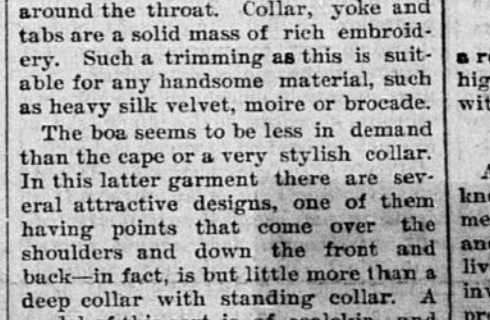 around the throat. Collar, yoke and
tabs are a solid mass of rich embroid-
ery. Such a trimming as this is suit-
able for any handsome material, such
as heavy silk velvet, moire or brocade.
The boa seems to be less in demand
than the cape or a very stylish collar.
In this latter garment there are sev-
eral attractive designs, one of them
having points that come over the
shoulders and down the front and
back—in fact, is but little more than a
deep collar with standing collar. A